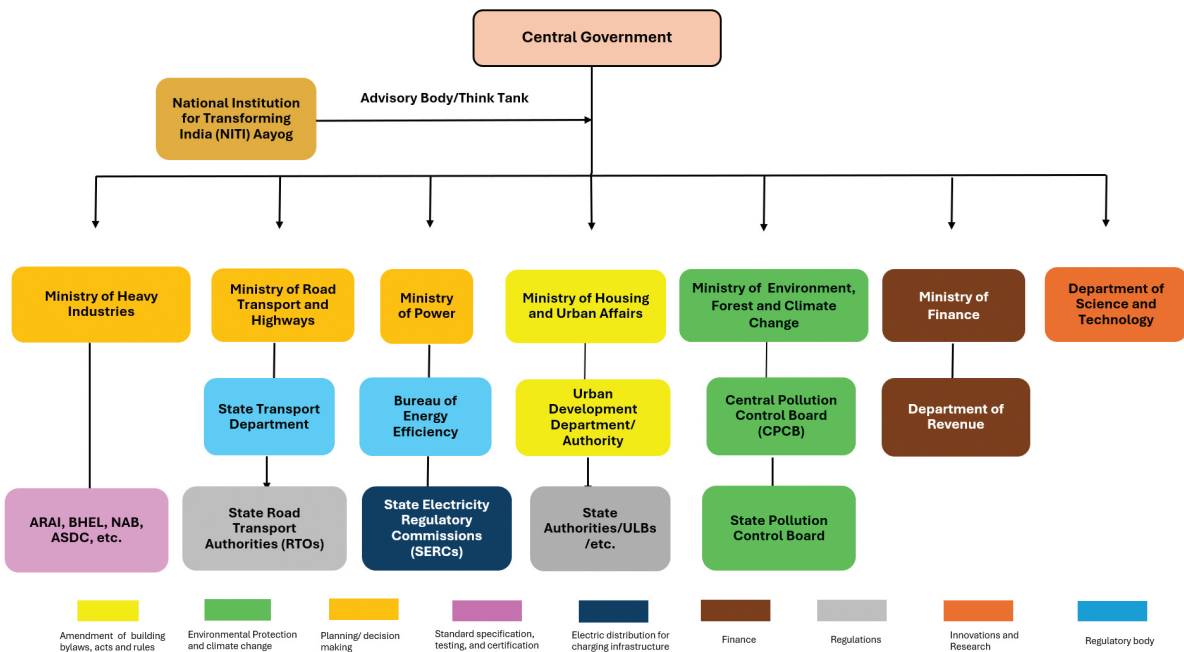 Central Government
National Institution
for Transforming
India (NITI) Aayog
Advisory Body/Think Tank
Ministry of Heavy
Industries
Ministry of Road
Transport and
Highways
Ministry
of Power
Ministry of Housing
and Urban Affairs
Ministry of Environment,
Forest and Climate
Change
Ministry of
Finance
Department of
Science and
Technology
State Transport
Department
Bureau of
Energy
Efficiency
Urban
Development
Department/
Authority
Central Pollution
Control Board
(CPCB)
Department of
Revenue
ARAI, BHEL, NAB,
ASDC, etc.
State Road
Transport
Authorities (RTOs)
State Electricity
Regulatory
Commissions
(SERCs)
State
Authorities/ULBs
/etc.
State Pollution
Control Board
Amendment of building
bylaws, acts and rules
Environmental Protection
and climate change
Planning/ decision
making
Standard specification,
testing, and certification
Electric distribution for
charging infrastructure
Finance
Regulations
Innovations and
Research
Regulatory body